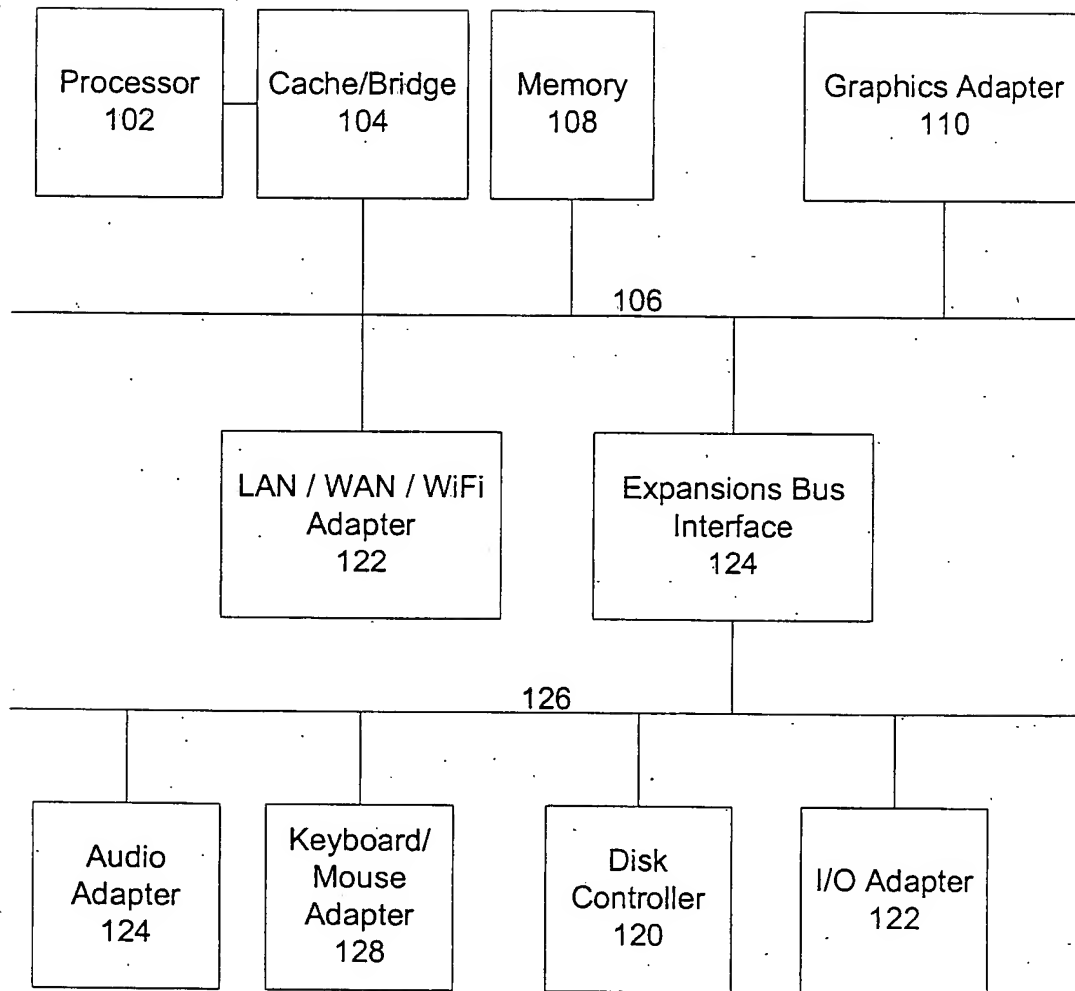 Processor
102
Cache/Bridge
104
Memory
108
Graphics Adapter
110
106
LAN / WAN / WiFi
Adapter
122
Expansions Bus
Interface
124
126
Audio
Adapter
124
Keyboard/
Mouse
Adapter
128
Disk
Controller
120
I/O Adapter
122